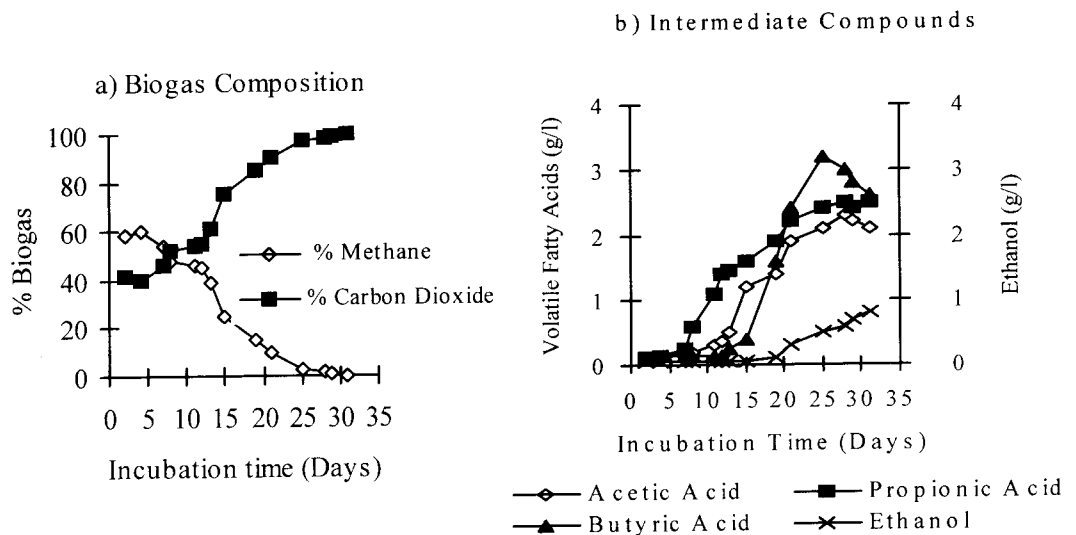 a) Biogas Composition
% Biogas
100
80
60
40
20
0
% Methane
% Carbon Dioxide
0 5 10 15 20 25 30 35
Incubation time (Days)
b) Intermediate Compounds
Volatile Fatty Acids (g/l)
4
3
2
1
0
4
3
2
1
0
Ethanol (g/l)
0 5 10 15 20 25 30 35
Incubation Time (Days)
Acetic Acid
Propionic Acid
Butyric Acid
Ethanol